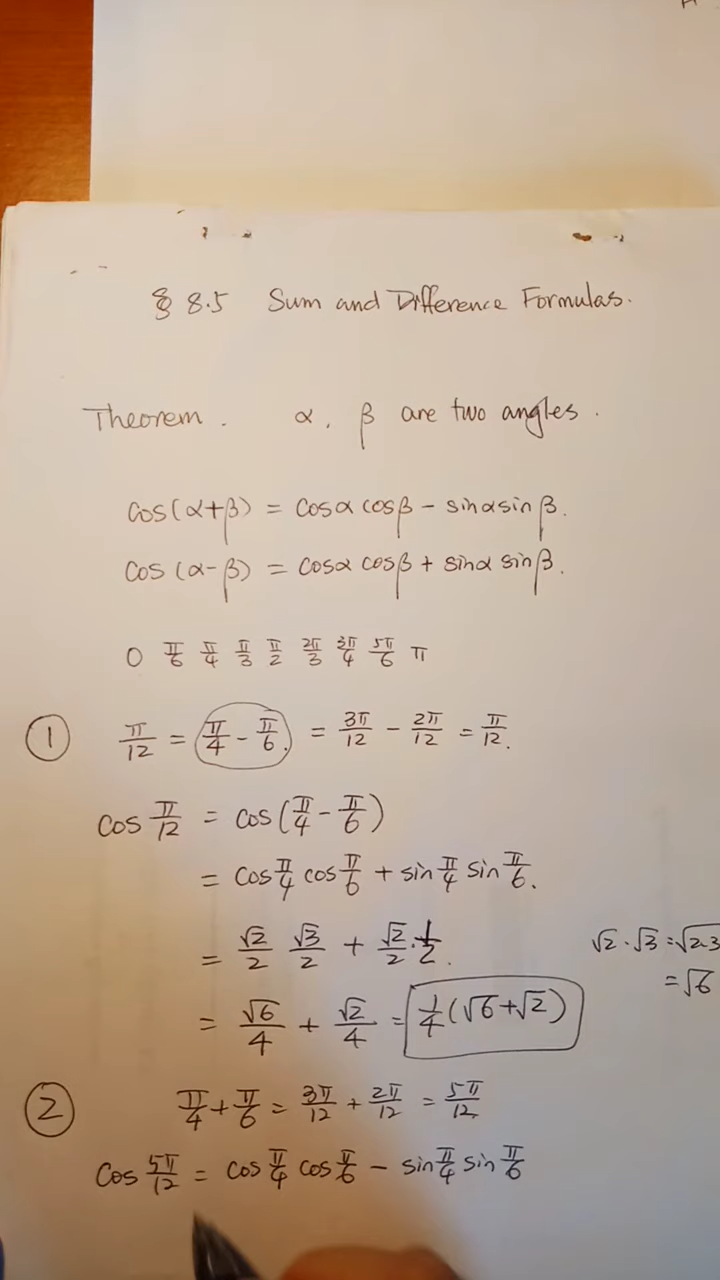 § 8.5 Sum and Difference Formulas.
Theorem. α, β are two angles.
cos(α+β) = cosα cosβ - sinα sinβ.
cos(α-β) = cosα cosβ + sinα sinβ.
0 π/6 π/4 π/3 π/2 2π/3 3π/4 5π/6 π
① π/12 = π/4 - π/6. = 3π/12 - 2π/12 = π/12.
cos π/12 = cos(π/4 - π/6)
= cos π/4 cos π/6 + sin π/4 sin π/6.
= √2/2 √3/2 + √2/2 · 1/2.
√2 · √3 = √2·3
= √6
= √6/4 + √2/4 = 1/4(√6+√2)
② π/4 + π/6 = 3π/12 + 2π/12 = 5π/12
cos 5π/12 = cos π/4 cos π/6 - sin π/4 sin π/6